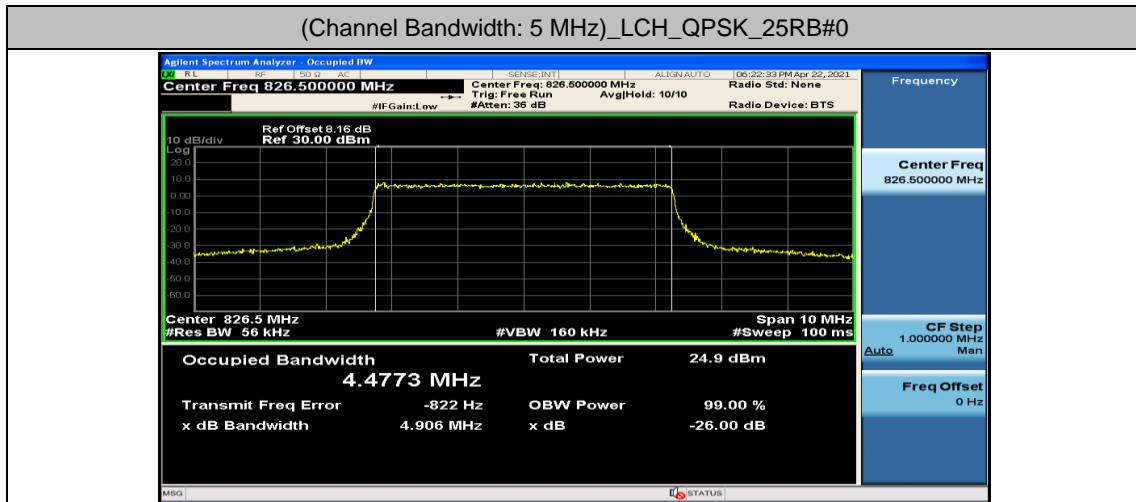 (Channel Bandwidth: 5 MHz)_LCH_QPSK_25RB#0
Agilent Spectrum Analyzer - Occupied BW
LXI RL RF 50 Ω AC SENSE:INT ALIGN AUTO 06:22:33 PM Apr 22, 2021
Center Freq 826.500000 MHz
Center Freq: 826.500000 MHz
Radio Std: None
Trig: Free Run Avg|Hold: 10/10
#IFGain:Low #Atten: 36 dB Radio Device: BTS
Ref Offset 8.16 dB
10 dB/div Ref 30.00 dBm
Log
20.0
10.0
0.00
-10.0
-20.0
-30.0
-40.0
-50.0
-60.0
Center 826.5 MHz Span 10 MHz
#Res BW 56 kHz #VBW 160 kHz #Sweep 100 ms
Occupied Bandwidth Total Power 24.9 dBm
4.4773 MHz
Transmit Freq Error -822 Hz OBW Power 99.00 %
x dB Bandwidth 4.906 MHz x dB -26.00 dB
MSG STATUS
Frequency
Center Freq
826.500000 MHz
CF Step
1.000000 MHz
Auto Man
Freq Offset
0 Hz